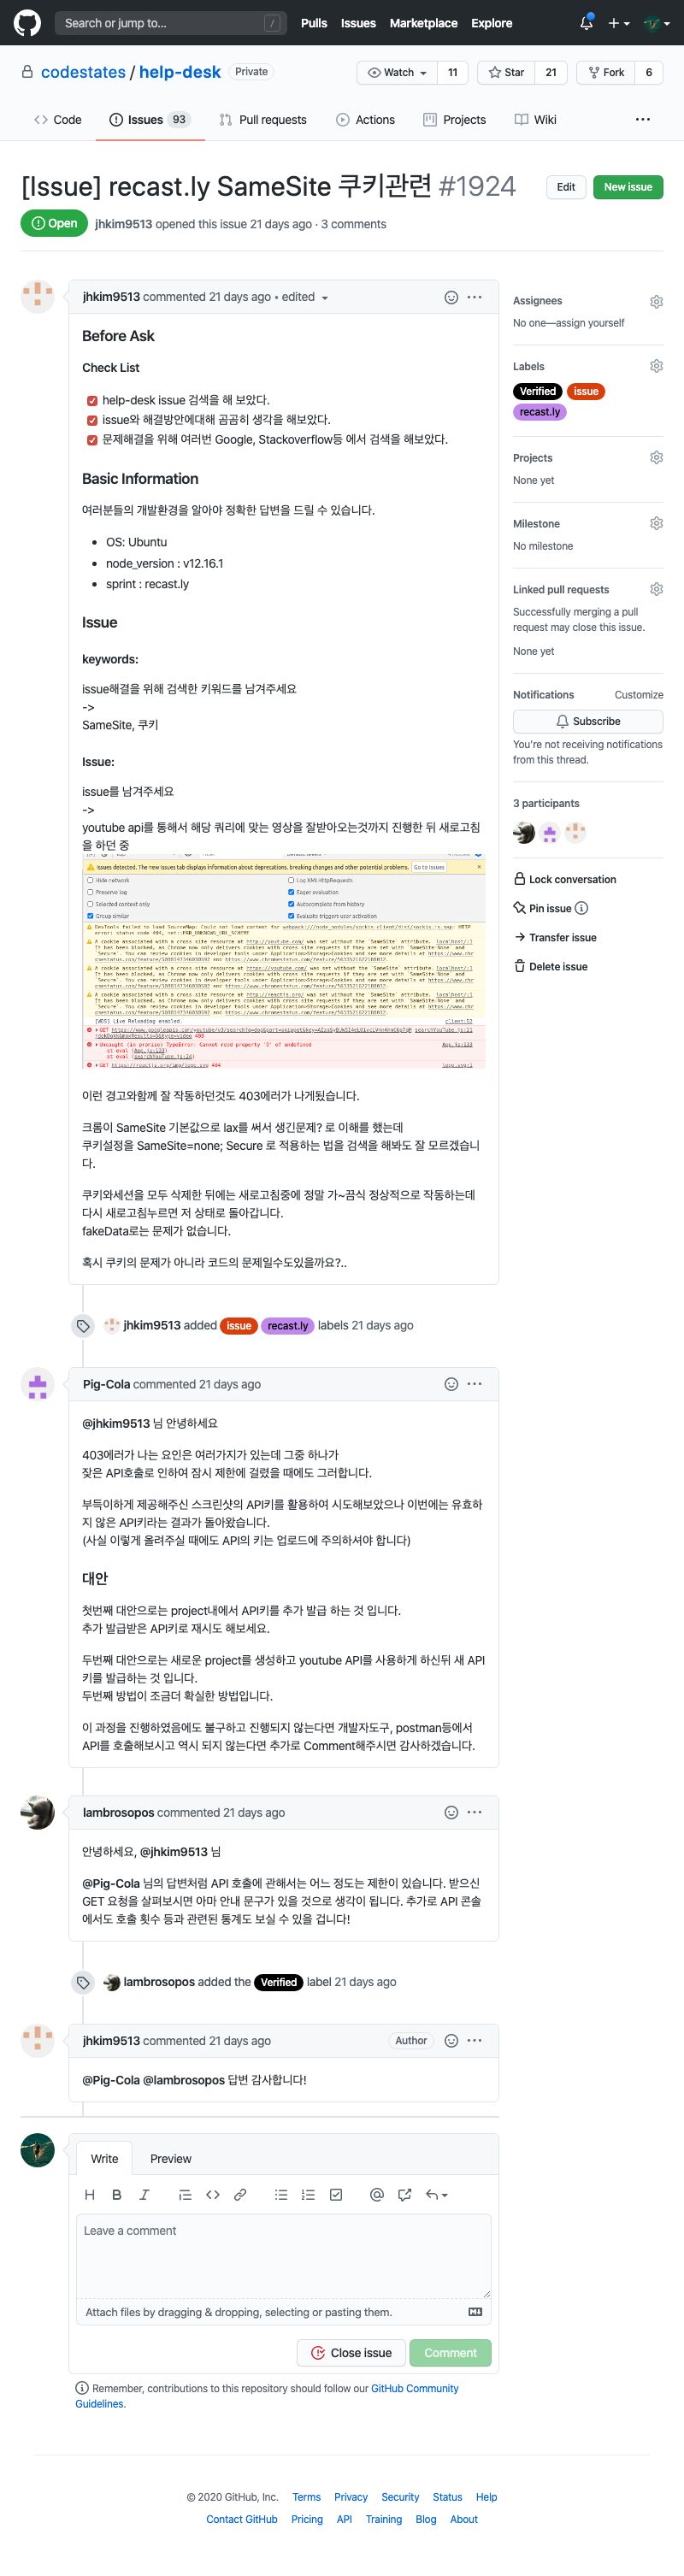 Search or jump to...
/
Pulls Issues Marketplace Explore
codestates / help-desk Private
Watch 11
Star 21
Fork 6
Code
Issues 93
Pull requests
Actions
Projects
Wiki
[Issue] recast.ly SameSite 쿠키관련 #1924
Edit
New issue
Open
jhkim9513 opened this issue 21 days ago · 3 comments
jhkim9513 commented 21 days ago • edited
Before Ask
Check List
help-desk issue 검색을 해 보았다.
issue와 해결방안에대해 곰곰히 생각을 해보았다.
문제해결을 위해 여러번 Google, Stackoverflow등 에서 검색을 해보았다.
Basic Information
여러분들의 개발환경을 알아야 정확한 답변을 드릴 수 있습니다.
OS: Ubuntu
node_version : v12.16.1
sprint : recast.ly
Issue
keywords:
issue해결을 위해 검색한 키워드를 남겨주세요
->
SameSite, 쿠키
Issue:
issue를 남겨주세요
->
youtube api를 통해서 해당 쿼리에 맞는 영상을 잘받아오는것까지 진행한 뒤 새로고침
을 하던 중
Issues detected. The new Issues tab displays information about deprecations, breaking changes and other potential problems. Go to Issues
Hide network
Log XMLHttpRequests
Preserve log
Eager evaluation
Selected context only
Autocomplete from history
Group similar
Evaluate triggers user activation
[WDS] Live Reloading enabled. client:52
이런 경고와함께 잘 작동하던것도 403에러가 나게됬습니다.
크롬이 SameSite 기본값으로 lax를 써서 생긴문제? 로 이해를 했는데
쿠키설정을 SameSite=none; Secure 로 적용하는 법을 검색을 해봐도 잘 모르겠습니
다.
쿠키와세션을 모두 삭제한 뒤에는 새로고침중에 정말 가~끔식 정상적으로 작동하는데
다시 새로고침누르면 저 상태로 돌아갑니다.
fakeData로는 문제가 없습니다.
혹시 쿠키의 문제가 아니라 코드의 문제일수도있을까요?..
jhkim9513 added issue recast.ly labels 21 days ago
Pig-Cola commented 21 days ago
@jhkim9513 님 안녕하세요
403에러가 나는 요인은 여러가지가 있는데 그중 하나가
잦은 API호출로 인하여 잠시 제한에 걸렸을 때에도 그러합니다.
부득이하게 제공해주신 스크린샷의 API키를 활용하여 시도해보았으나 이번에는 유효하
지 않은 API키라는 결과가 돌아왔습니다.
(사실 이렇게 올려주실 때에도 API의 키는 업로드에 주의하셔야 합니다)
대안
첫번째 대안으로는 project내에서 API키를 추가 발급 하는 것 입니다.
추가 발급받은 API키로 재시도 해보세요.
두번째 대안으로는 새로운 project를 생성하고 youtube API를 사용하게 하신뒤 새 API
키를 발급하는 것 입니다.
두번째 방법이 조금더 확실한 방법입니다.
이 과정을 진행하였음에도 불구하고 진행되지 않는다면 개발자도구, postman등에서
API를 호출해보시고 역시 되지 않는다면 추가로 Comment해주시면 감사하겠습니다.
lambrosopos commented 21 days ago
안녕하세요, @jhkim9513 님
@Pig-Cola 님의 답변처럼 API 호출에 관해서는 어느 정도는 제한이 있습니다. 받으신
GET 요청을 살펴보시면 아마 안내 문구가 있을 것으로 생각이 됩니다. 추가로 API 콘솔
에서도 호출 횟수 등과 관련된 통계도 보실 수 있을 겁니다!
lambrosopos added the Verified label 21 days ago
jhkim9513 commented 21 days ago Author
@Pig-Cola @lambrosopos 답변 감사합니다!
Write Preview
H B I
Leave a comment
Attach files by dragging & dropping, selecting or pasting them.
Close issue
Comment
Remember, contributions to this repository should follow our GitHub Community
Guidelines.
Assignees
No one—assign yourself
Labels
Verified issue
recast.ly
Projects
None yet
Milestone
No milestone
Linked pull requests
Successfully merging a pull
request may close this issue.
None yet
Notifications Customize
Subscribe
You're not receiving notifications
from this thread.
3 participants
Lock conversation
Pin issue
Transfer issue
Delete issue
© 2020 GitHub, Inc. Terms Privacy Security Status Help
Contact GitHub Pricing API Training Blog About